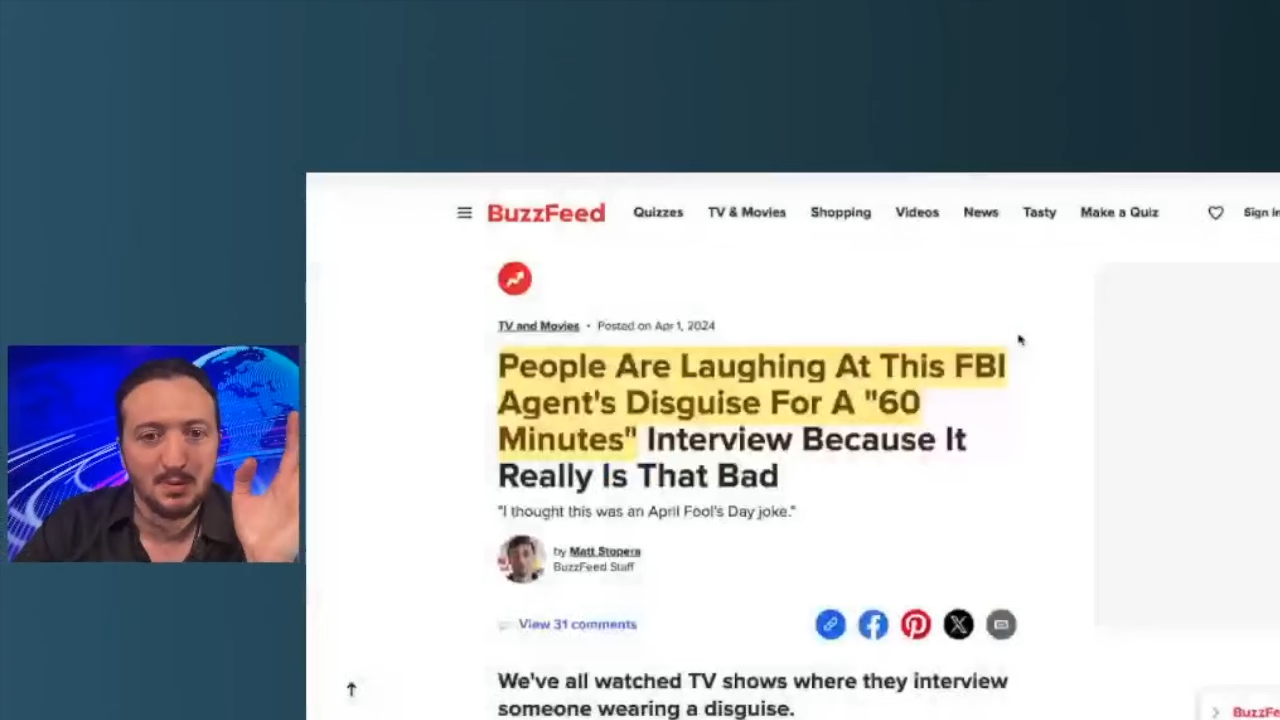 BuzzFeed Quizzes TV & Movies Shopping Videos News Tasty Make a Quiz Sign In
TV and Movies • Posted on Apr 1, 2024
People Are Laughing At This FBI
Agent's Disguise For A "60
Minutes" Interview Because It
Really Is That Bad
"I thought this was an April Fool's Day joke."
by Matt Stopera
BuzzFeed Staff
View 31 comments
We've all watched TV shows where they interview
someone wearing a disguise.